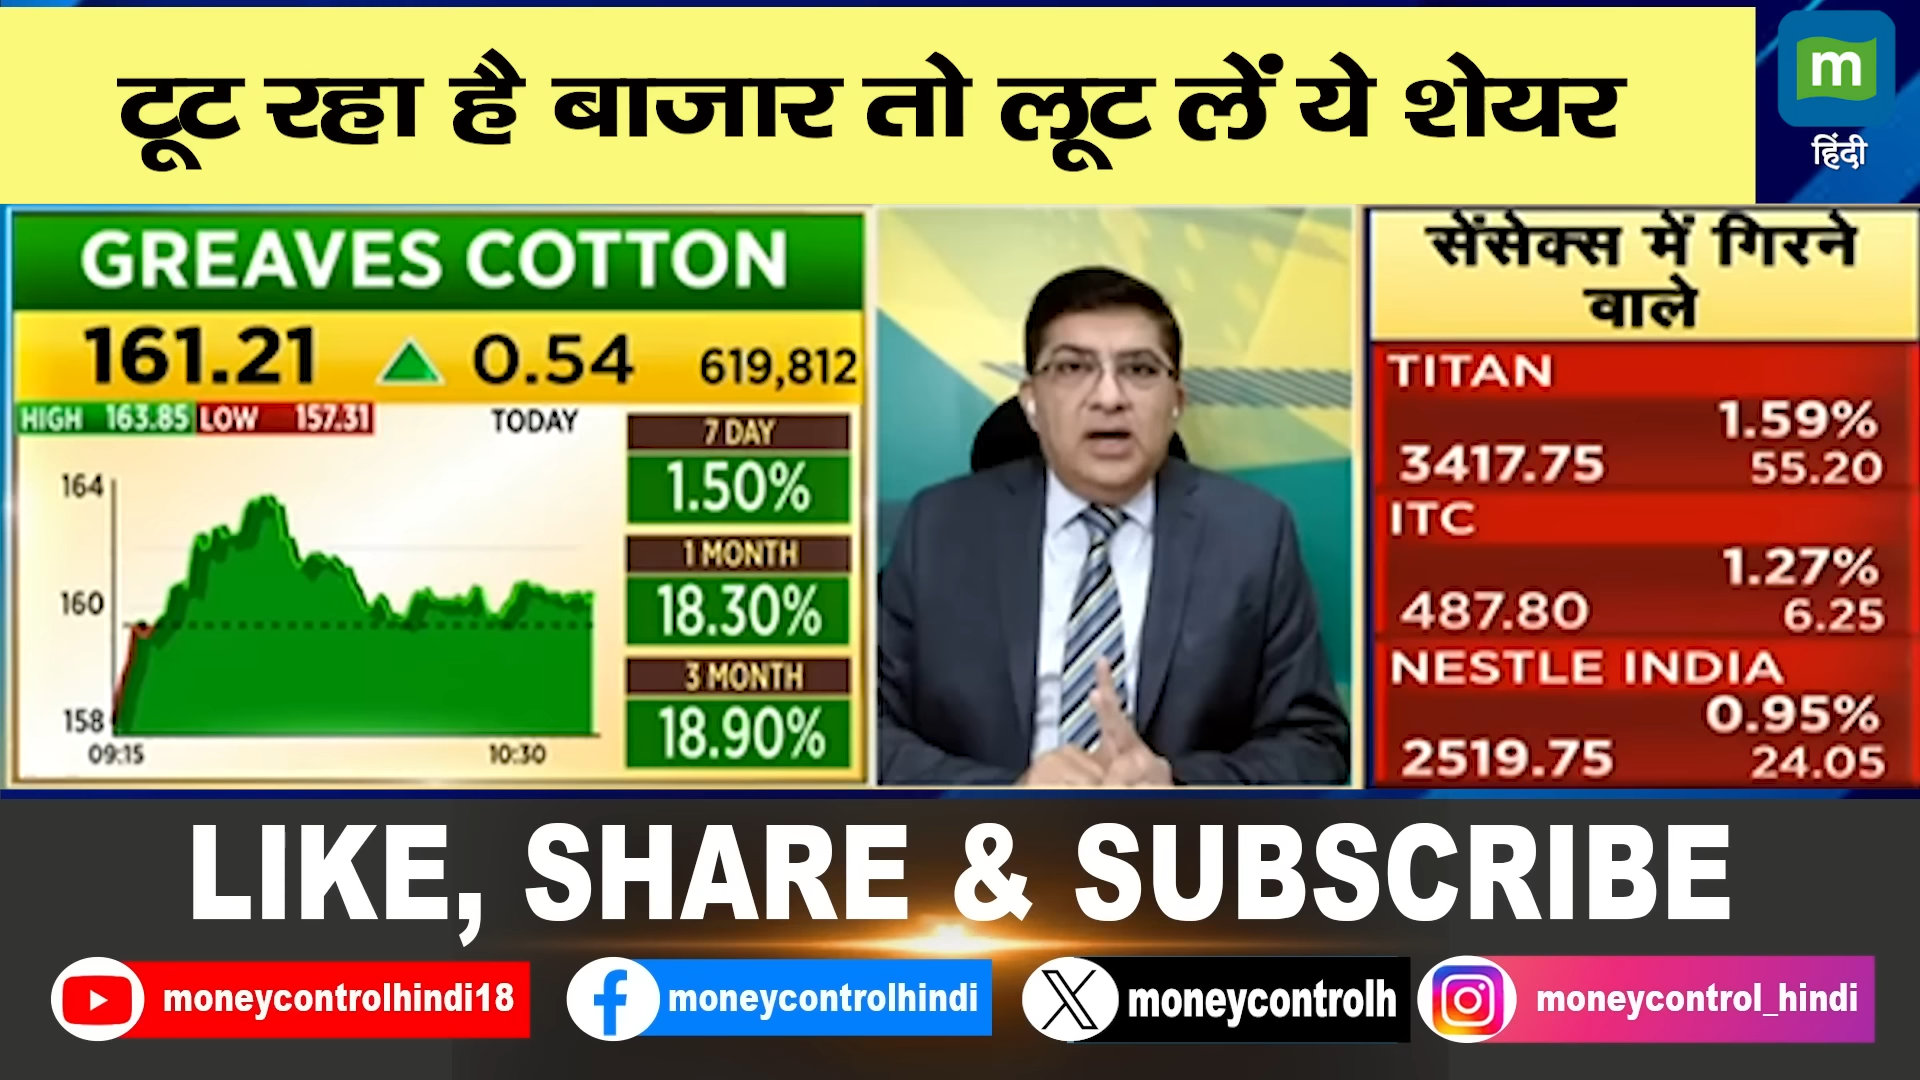 टूट रहा है बाजार तो लूट लें ये शेयर
m
हिंदी
GREAVES COTTON
161.21 ▲ 0.54 619,812
HIGH 163.85 LOW 157.31 TODAY
164
160
158
09:15 10:30
7 DAY
1.50%
1 MONTH
18.30%
3 MONTH
18.90%
सेंसेक्स में गिरने
वाले
TITAN
1.59%
3417.75 55.20
ITC
1.27%
487.80 6.25
NESTLE INDIA
0.95%
2519.75 24.05
LIKE, SHARE & SUBSCRIBE
moneycontrolhindi18 moneycontrolhindi moneycontrolh moneycontrol_hindi